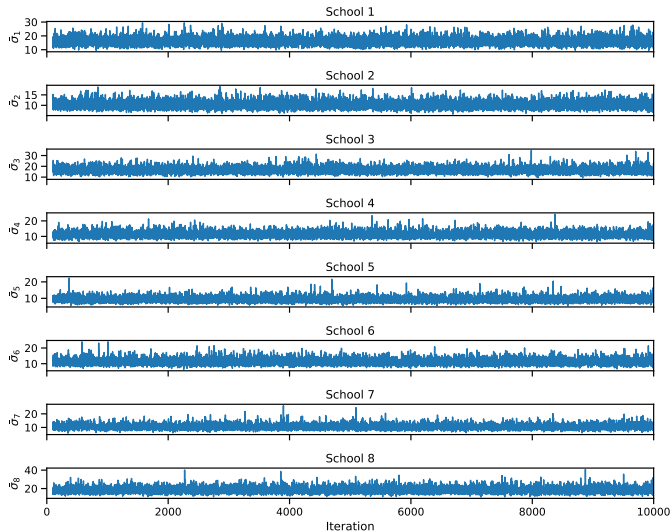 School 1
30
20
10
σ̄₁
School 2
15
10
σ̄₂
School 3
30
20
10
σ̄₃
School 4
20
10
σ̄₄
School 5
20
10
σ̄₅
School 6
20
10
σ̄₆
School 7
20
10
σ̄₇
School 8
40
20
σ̄₈
0 2000 4000 6000 8000 10000
Iteration